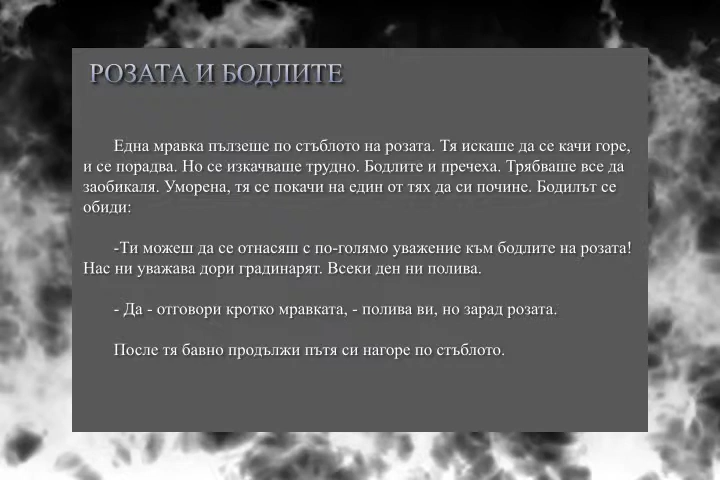 РОЗАТА И БОДЛИТЕ
Една мравка пълзеше по стъблото на розата. Тя искаше да се качи горе,
и се порадва. Но се изкачваше трудно. Бодлите и пречеха. Трябваше все да
заобикаля. Уморена, тя се покачи на един от тях да си почине. Бодилът се
обиди:
-Ти можеш да се отнасяш с по-голямо уважение към бодлите на розата!
Нас ни уважава дори градинарят. Всеки ден ни полива.
- Да - отговори кротко мравката, - полива ви, но зарад розата.
После тя бавно продължи пътя си нагоре по стъблото.